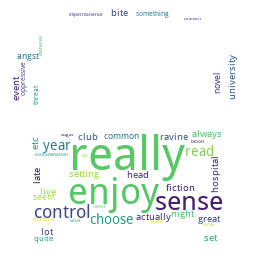 impermanence bite something
angst
event oppressive
threat
novel university
etc year club common ravine always
really read
late setting head hospital
live enjoy fiction sense
seem
control choose actually night great
lot
quite set